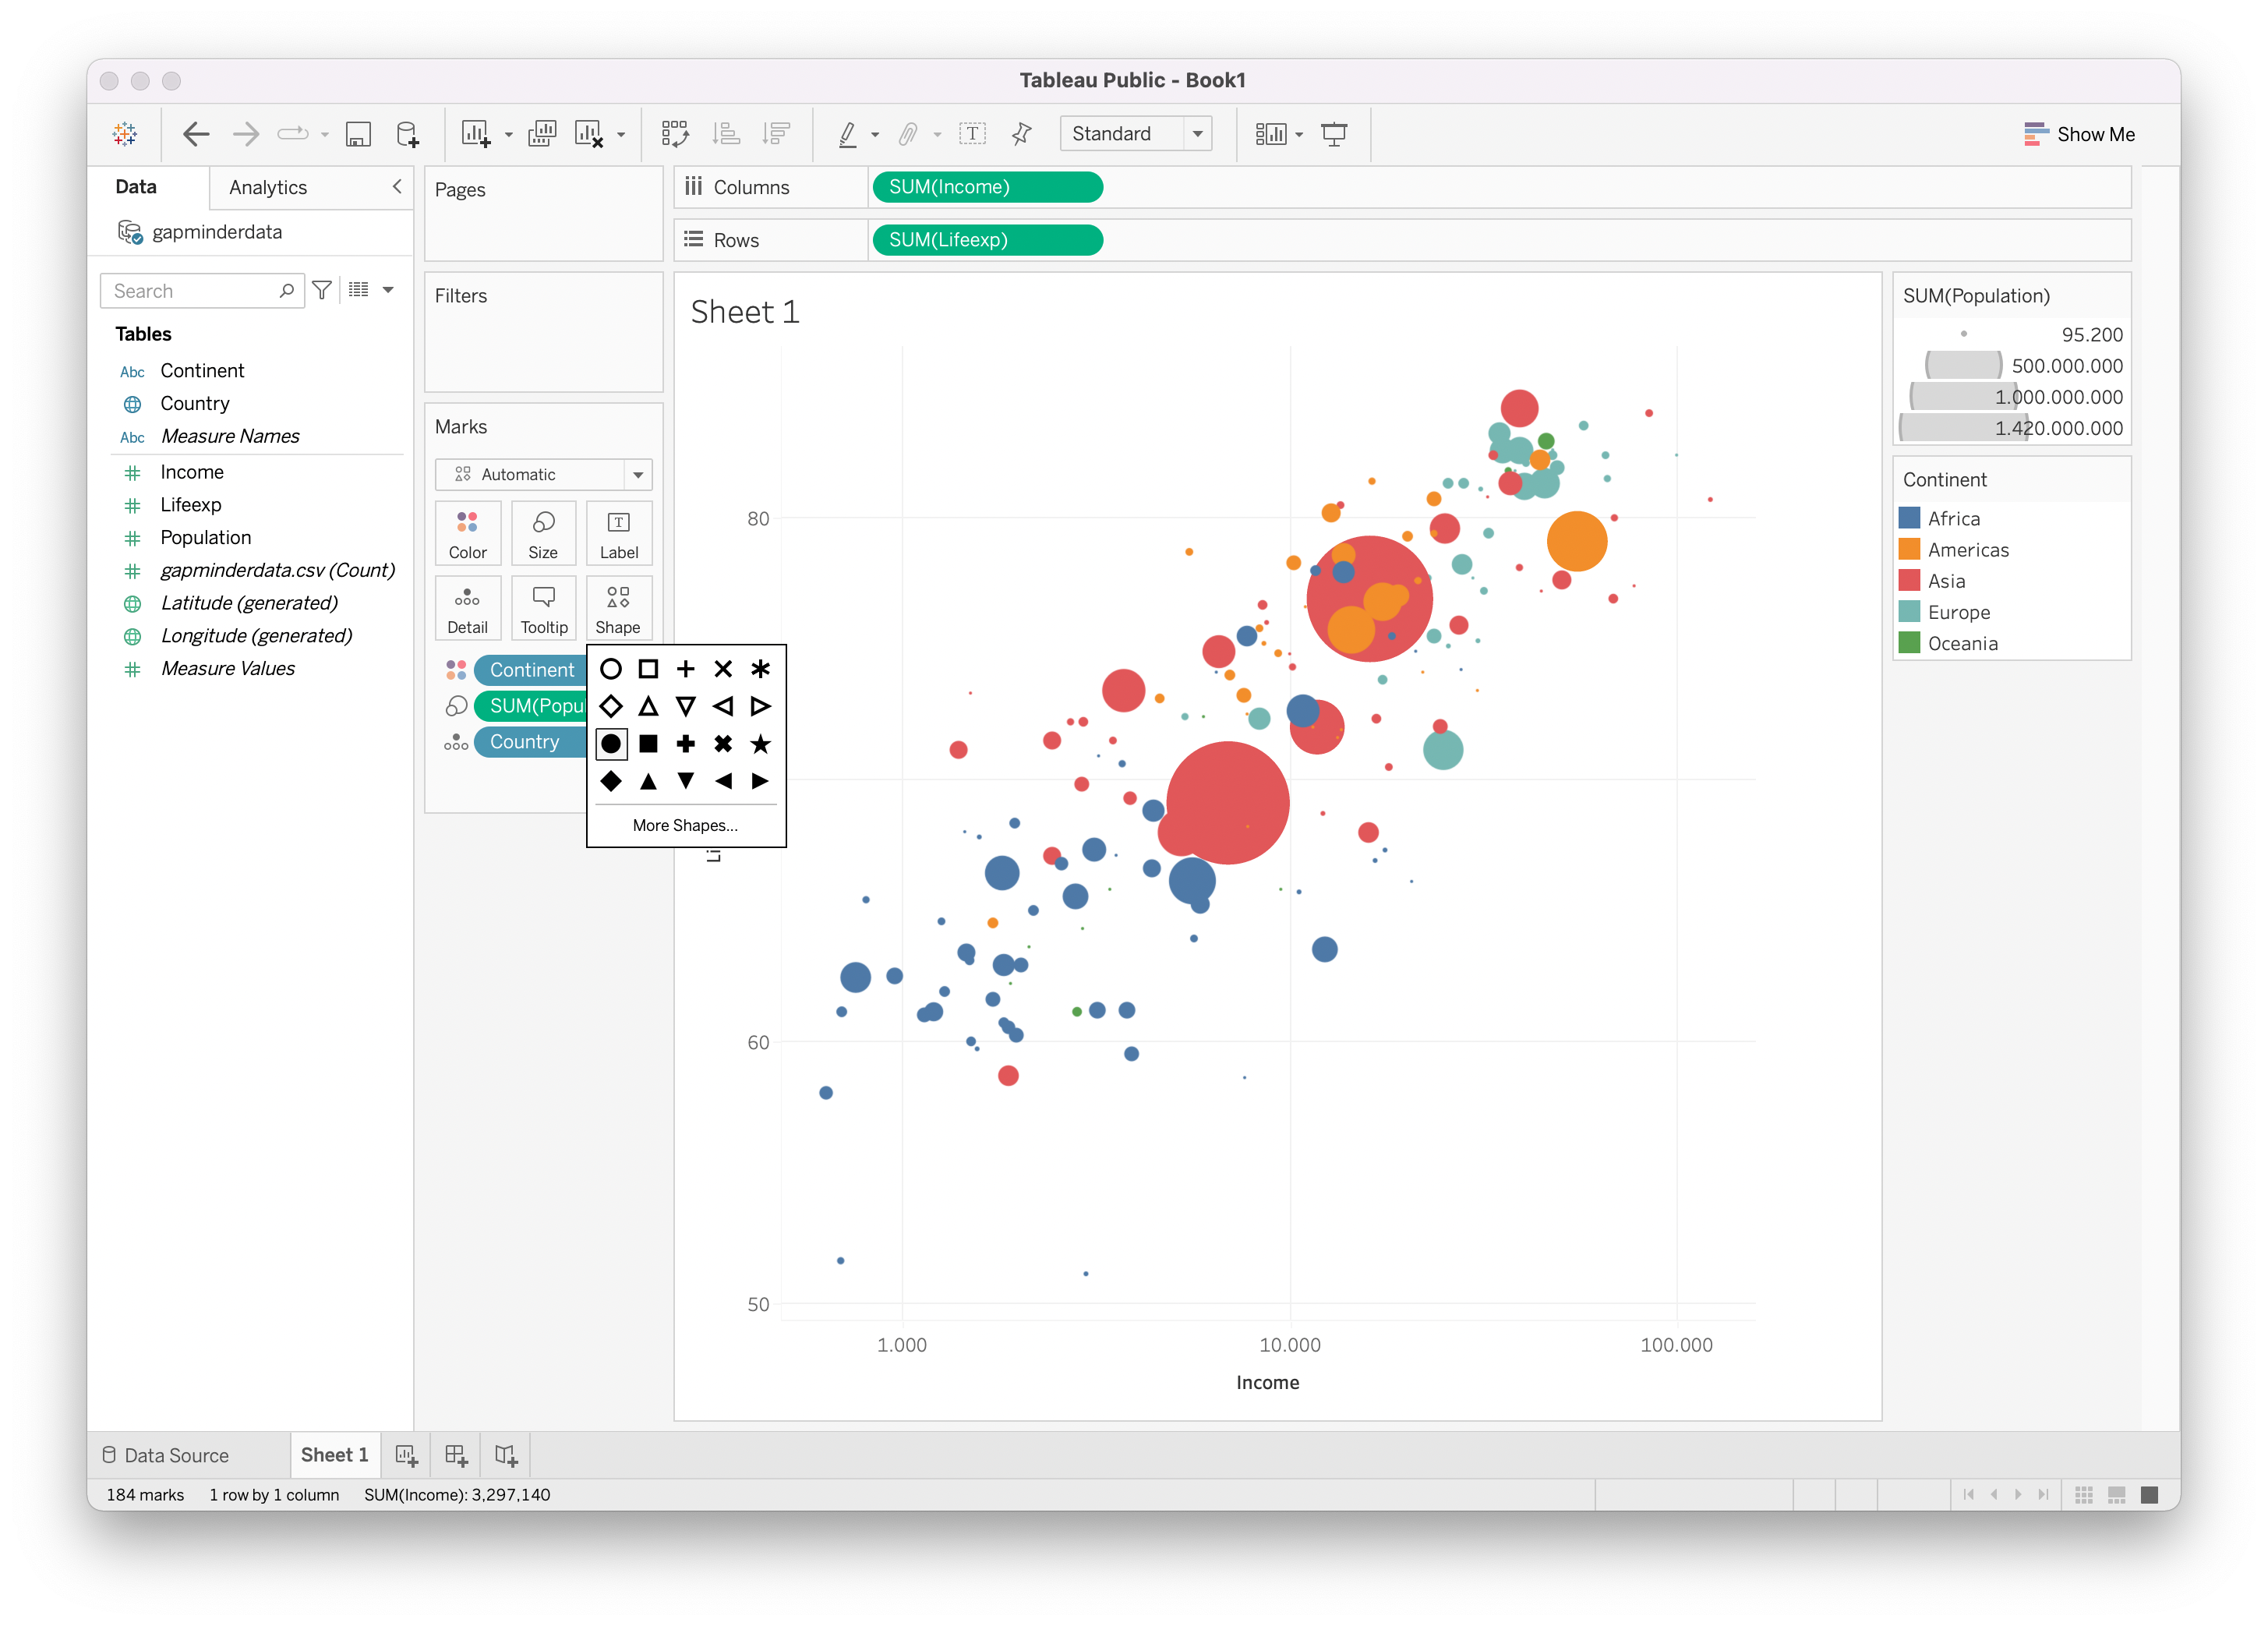 Tableau Public - Book1
Standard
Show Me
Data
Analytics
gapminderdata
Search
Tables
Abc Continent
Country
Abc Measure Names
Income
Lifeexp
Population
gapminderdata.csv (Count)
Latitude (generated)
Longitude (generated)
Measure Values
Pages
Filters
Marks
Automatic
Color
Size
T
Label
Detail
Tooltip
Shape
Continent
SUM(Popu
Country
More Shapes...
Columns
SUM(Income)
Rows
SUM(Lifeexp)
Sheet 1
80
60
50
Li
1.000
10.000
100.000
Income
SUM(Population)
95.200
500.000.000
1.000.000.000
1.420.000.000
Continent
Africa
Americas
Asia
Europe
Oceania
Data Source
Sheet 1
184 marks
1 row by 1 column
SUM(Income): 3,297,140